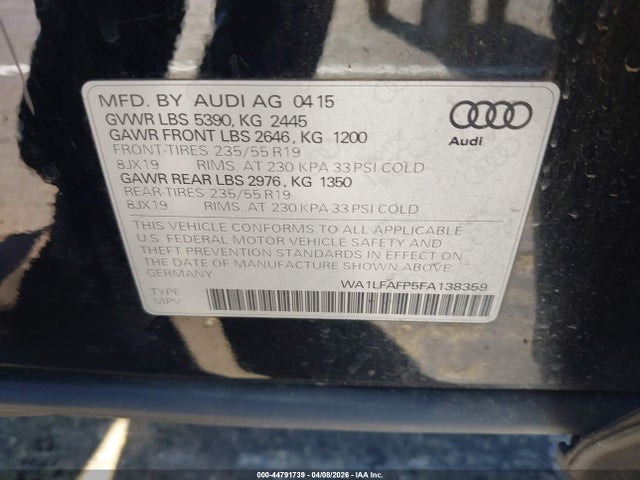 MFD. BY AUDI AG 04 15
GVWR LBS 5390, KG 2445
GAWR FRONT LBS 2646, KG 1200
FRONT-TIRES 235/55 R19
8JX19 RIMS, AT 230 KPA 33 PSI COLD
GAWR REAR LBS 2976, KG 1350
REAR-TIRES 235/55 R19
8JX19 RIMS, AT 230 KPA 33 PSI COLD
Audi
THIS VEHICLE CONFORMS TO ALL APPLICABLE
U.S. FEDERAL MOTOR VEHICLE SAFETY AND
THEFT PREVENTION STANDARDS IN EFFECT ON
THE DATE OF MANUFACTURE SHOWN ABOVE.
GERMANY
WA1LFAFP5FA138359
TYPE
MPV
000-44791739 - 04/08/2026 - IAA Inc.